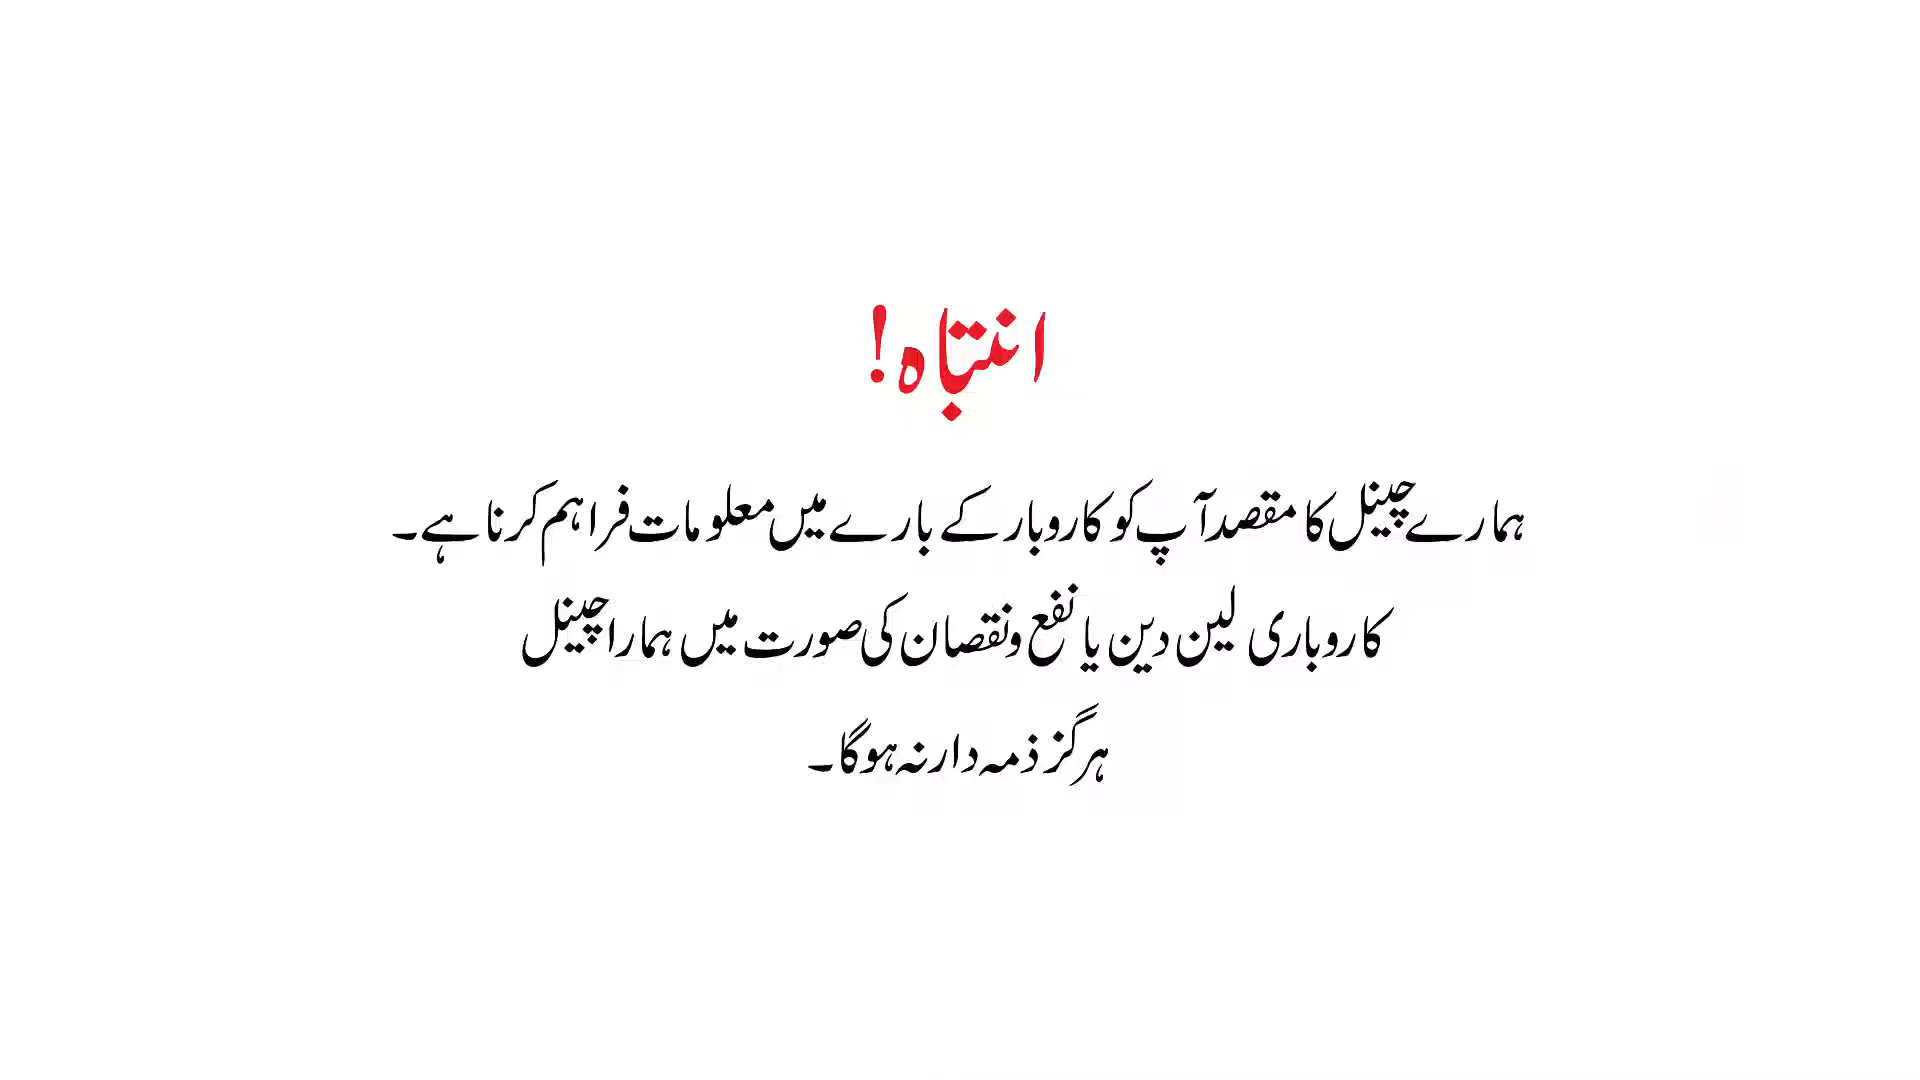 انتباہ!
ہمارے چینل کا مقصد آپ کو کاروبار کے بارے میں معلومات فراہم کرنا ہے۔
کاروباری لین دین یا نفع و نقصان کی صورت میں ہمارا چینل
ہرگز ذمہ دار نہ ہوگا۔